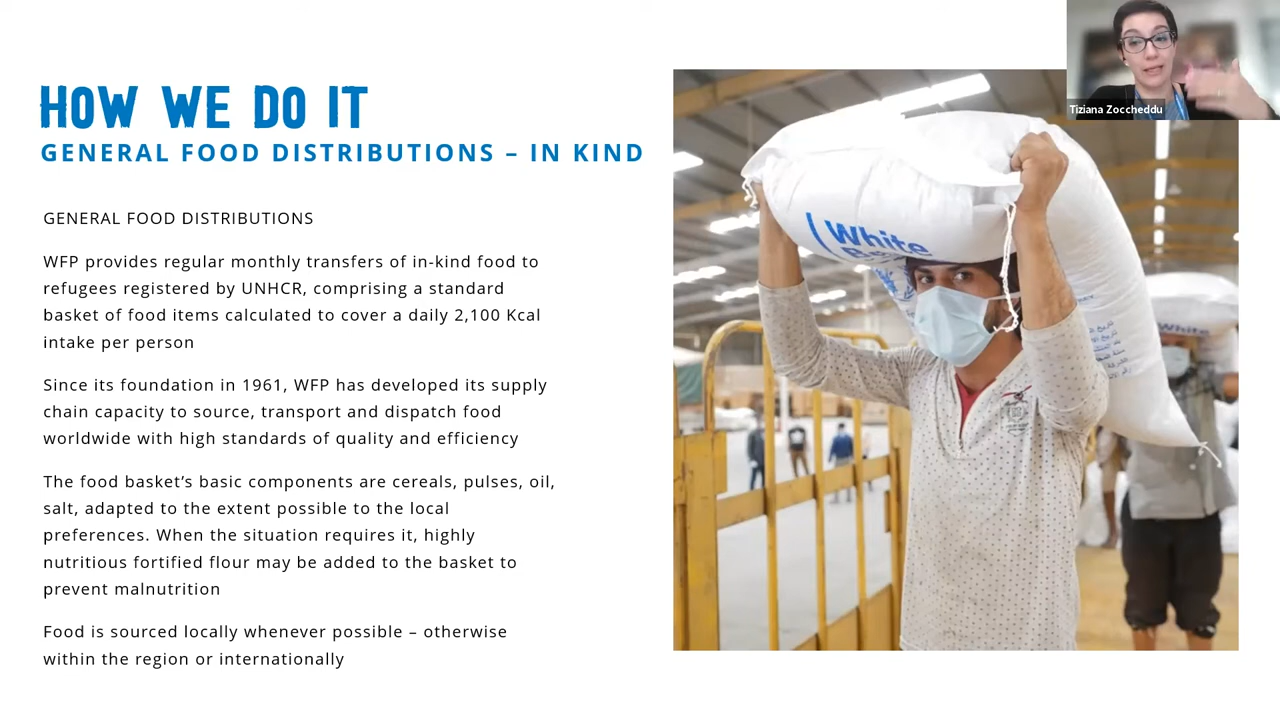 HOW WE DO IT
GENERAL FOOD DISTRIBUTIONS – IN KIND
GENERAL FOOD DISTRIBUTIONS
WFP provides regular monthly transfers of in-kind food to
refugees registered by UNHCR, comprising a standard
basket of food items calculated to cover a daily 2,100 Kcal
intake per person
Since its foundation in 1961, WFP has developed its supply
chain capacity to source, transport and dispatch food
worldwide with high standards of quality and efficiency
The food basket’s basic components are cereals, pulses, oil,
salt, adapted to the extent possible to the local
preferences. When the situation requires it, highly
nutritious fortified flour may be added to the basket to
prevent malnutrition
Food is sourced locally whenever possible – otherwise
within the region or internationally
Tiziana Zoccheddu
White
White